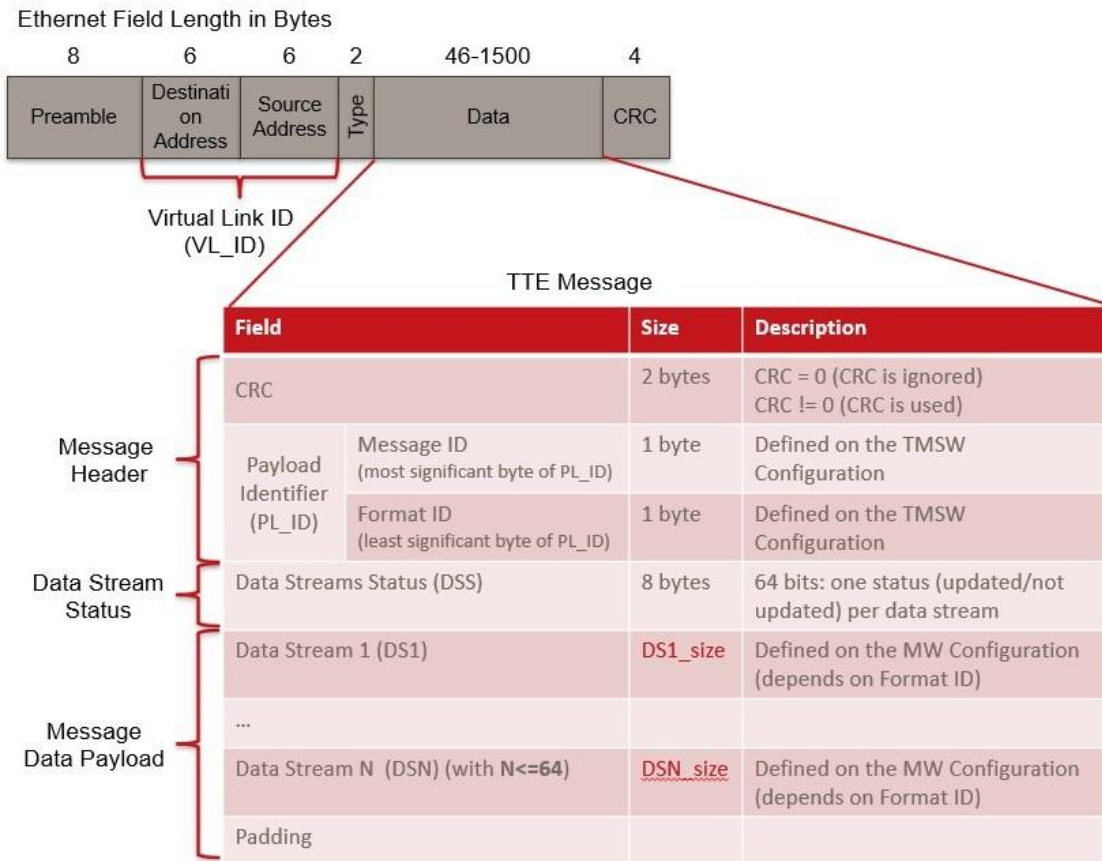 Ethernet Field Length in Bytes
8 6 6 2 46-1500 4
Preamble
Destinati
on
Address
Source
Address
Type
Data
CRC
Virtual Link ID
(VL_ID)
TTE Message
Field Size Description
Message
Header
CRC 2 bytes CRC = 0 (CRC is ignored)
CRC != 0 (CRC is used)
Payload
Identifier
(PL_ID)
Message ID 1 byte Defined on the TMSW
(most significant byte of PL_ID) Configuration
Format ID 1 byte Defined on the TMSW
(least significant byte of PL_ID) Configuration
Data Stream
Status
Data Streams Status (DSS) 8 bytes 64 bits: one status (updated/not
updated) per data stream
Message
Data Payload
Data Stream 1 (DS1) DS1_size Defined on the MW Configuration
(depends on Format ID)
...
Data Stream N (DSN) (with N<=64) DSN_size Defined on the MW Configuration
(depends on Format ID)
Padding